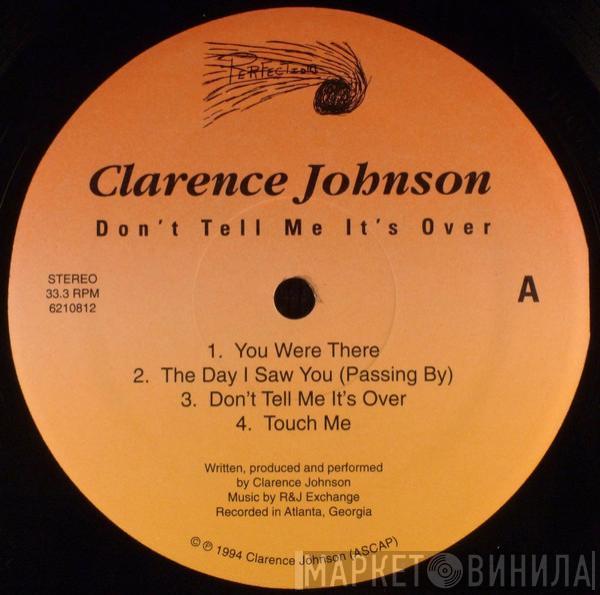 PERFECT
Clarence Johnson
Don't Tell Me It's Over
STEREO
33.3 RPM
6210812
A
1. You Were There
2. The Day I Saw You (Passing By)
3. Don't Tell Me It's Over
4. Touch Me
Written, produced and performed
by Clarence Johnson
Music by R&J Exchange
Recorded in Atlanta, Georgia
© ℗ 1994 Clarence Johnson (ASCAP)
МАРКЕТ ВИНИЛА